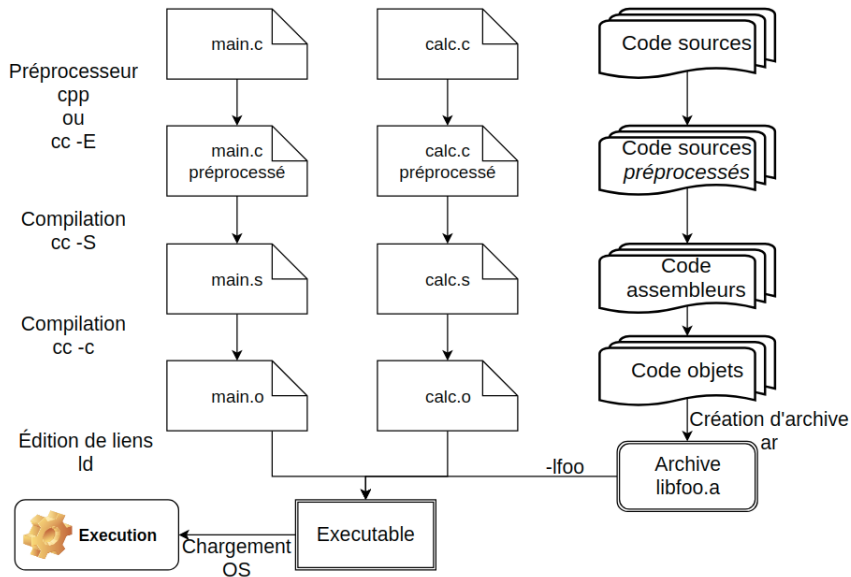 main.c
calc.c
Code sources
Préprocesseur
cpp
ou
cc -E
main.c
préprocessé
calc.c
préprocessé
Code sources
préprocessés
Compilation
cc -S
main.s
calc.s
Code
assembleurs
Compilation
cc -c
main.o
calc.o
Code objets
Édition de liens
ld
Création d'archive
ar
-lfoo
Archive
libfoo.a
Execution
Chargement
OS
Executable